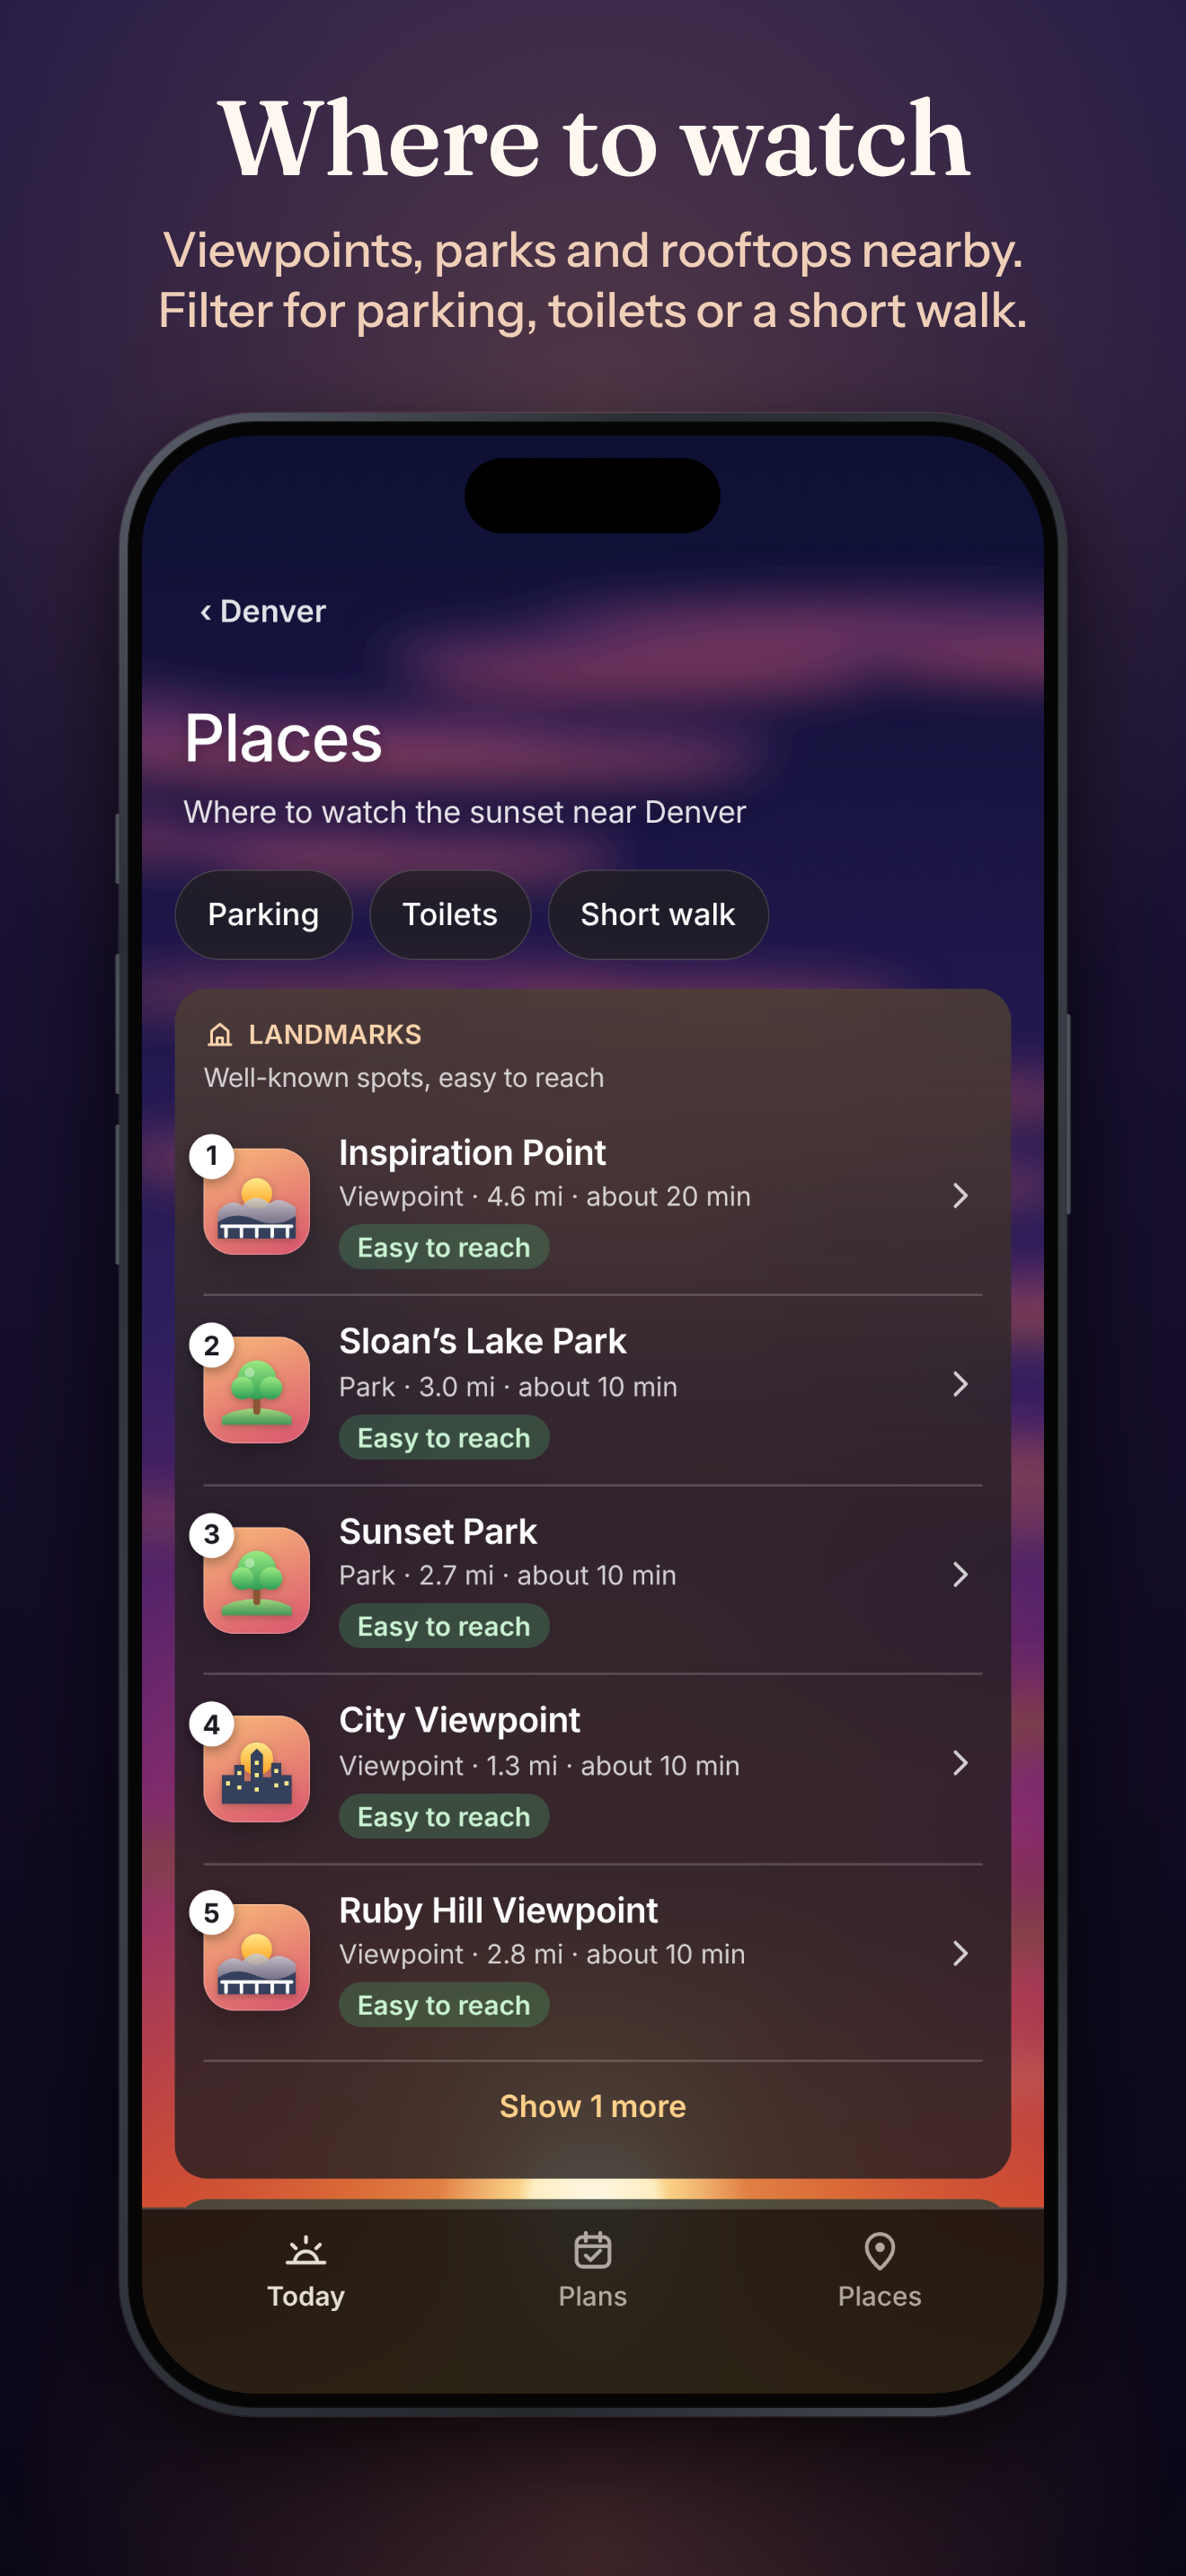 Where to watch
Viewpoints, parks and rooftops nearby.
Filter for parking, toilets or a short walk.
‹ Denver
Places
Where to watch the sunset near Denver
Parking
Toilets
Short walk
LANDMARKS
Well-known spots, easy to reach
1
Inspiration Point
Viewpoint · 4.6 mi · about 20 min
Easy to reach
2
Sloan’s Lake Park
Park · 3.0 mi · about 10 min
Easy to reach
3
Sunset Park
Park · 2.7 mi · about 10 min
Easy to reach
4
City Viewpoint
Viewpoint · 1.3 mi · about 10 min
Easy to reach
5
Ruby Hill Viewpoint
Viewpoint · 2.8 mi · about 10 min
Easy to reach
Show 1 more
Today
Plans
Places